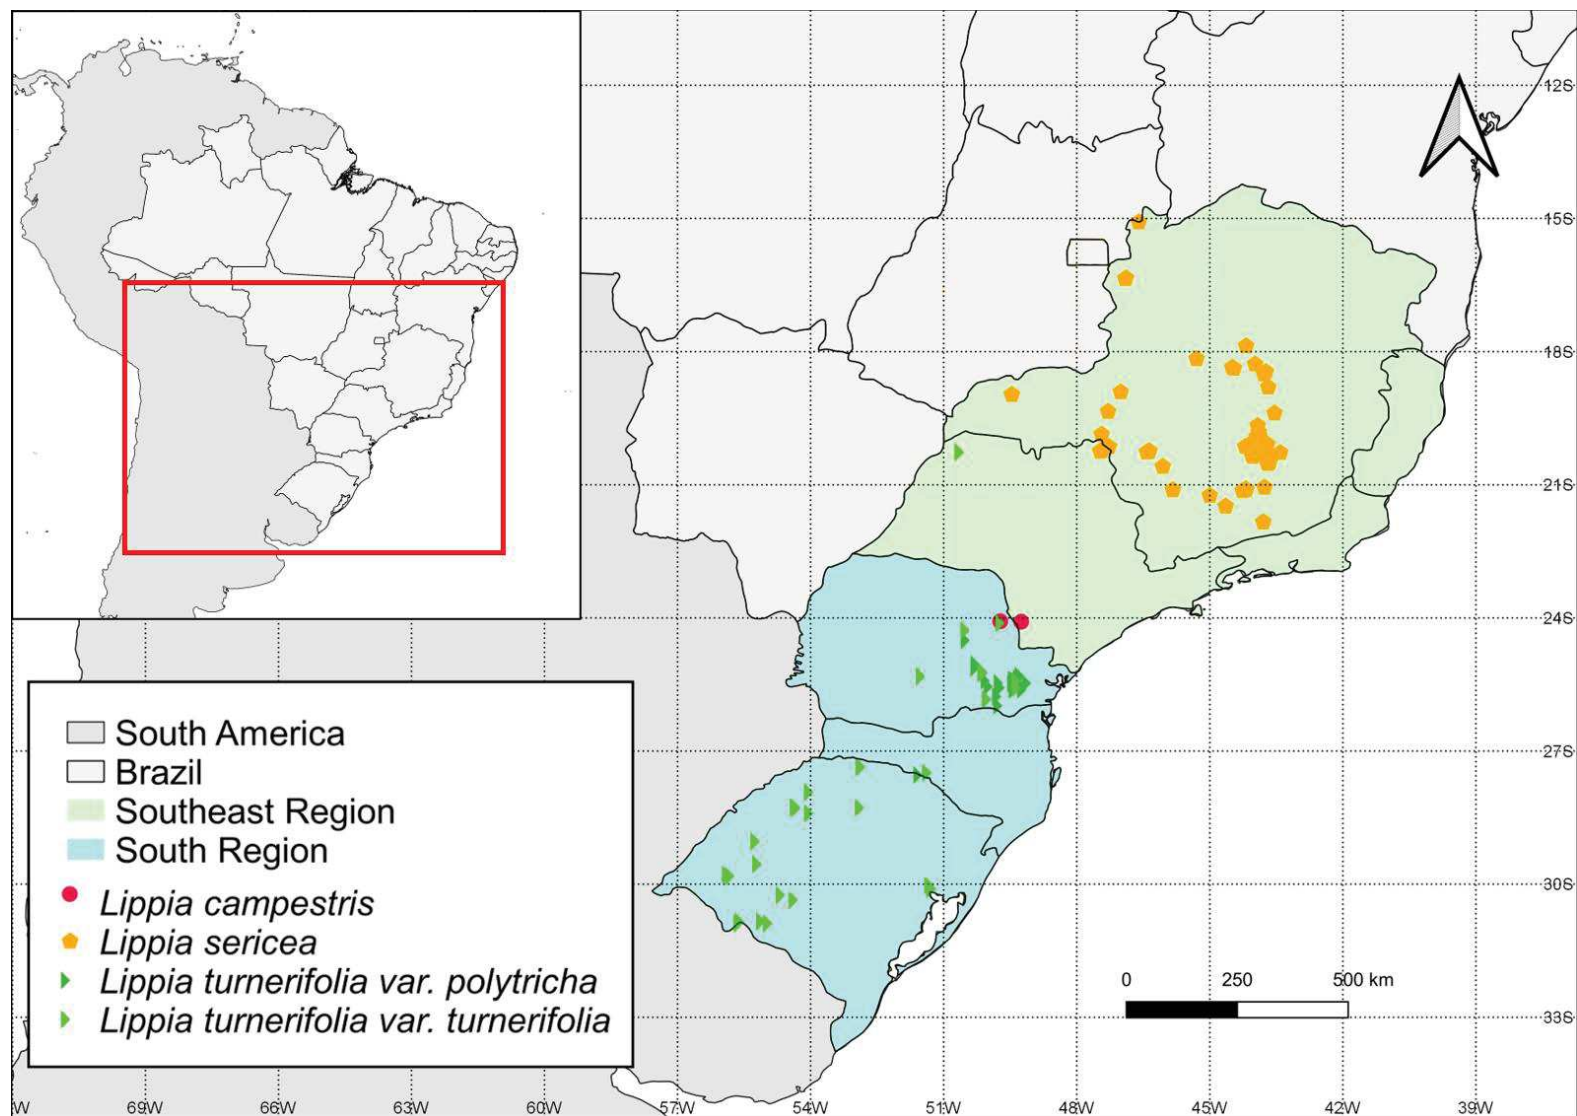 12S
39W
15S
18S
21S
24S
27S
30S
33S
South America
Brazil
Southeast Region
South Region
Lippia campestris
Lippia sericea
Lippia turnerifolia var. polytricha
Lippia turnerifolia var. turnerifolia
0 250 500 km
W 69W 66W 63W 60W 57W 54W 51W 48W 45W 42W 39W